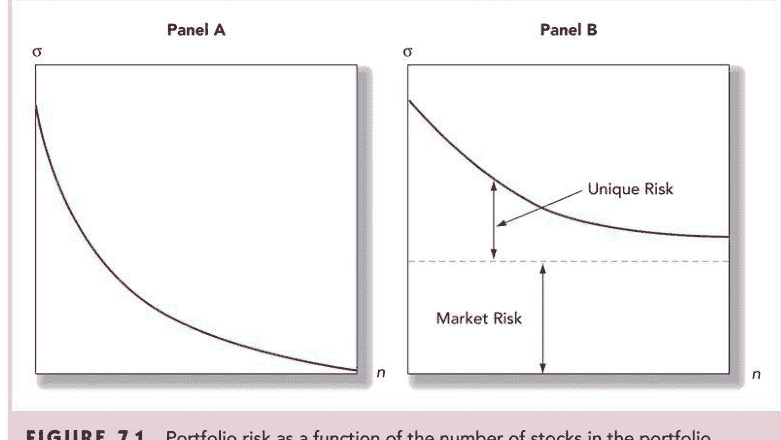 Panel A
Panel B
σ
σ
Unique Risk
Market Risk
n
n
FIGURE 7.1 Portfolio risk as a function of the number of stocks in the portfolio